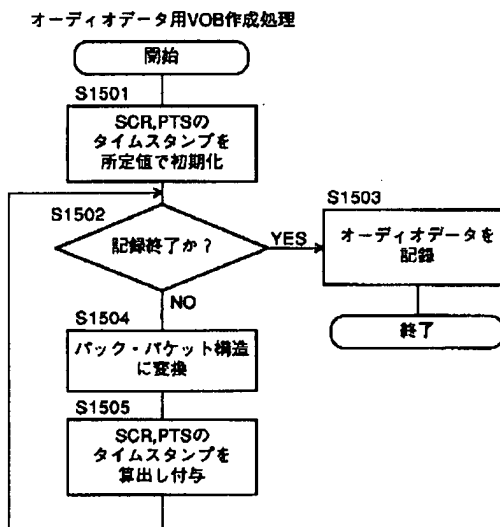 オーディオデータ用VOB作成処理
開始
S1501
SCR,PTSの
タイムスタンプを
所定値で初期化
S1502
記録終了か?
YES
NO
S1503
オーディオデータを
記録
終了
S1504
パック・パケット構造
に変換
S1505
SCR,PTSの
タイムスタンプを
算出し付与